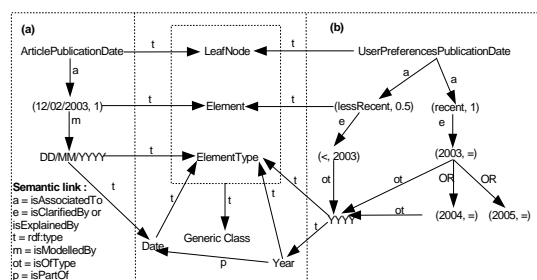 (a)
(b)
ArticlePublicationDate
t
LeafNode
t
UserPreferencesPublicationDate
a
a
a
(12/02/2003, 1)
t
Element
t
(lessRecent, 0.5)
(recent, 1)
m
e
e
DD/MM/YYYY
t
ElementType
(<, 2003)
(2003, =)
t
t
t
t
t
ot
ot
OR
OR
Semantic link :
a = isAssociatedTo
e = isClarifiedBy or
isExplainedBy
t = rdf:type
m = isModelledBy
ot = isOfType
p = isPartOf
Generic Class
YYYY
ot
(2004, =)
(2005, =)
t
Date
p
Year